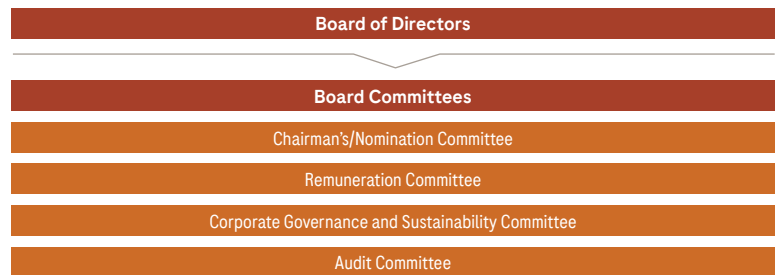 Board of Directors
Board Committees
Chairman's/Nomination Committee
Remuneration Committee
Corporate Governance and Sustainability Committee
Audit Committee